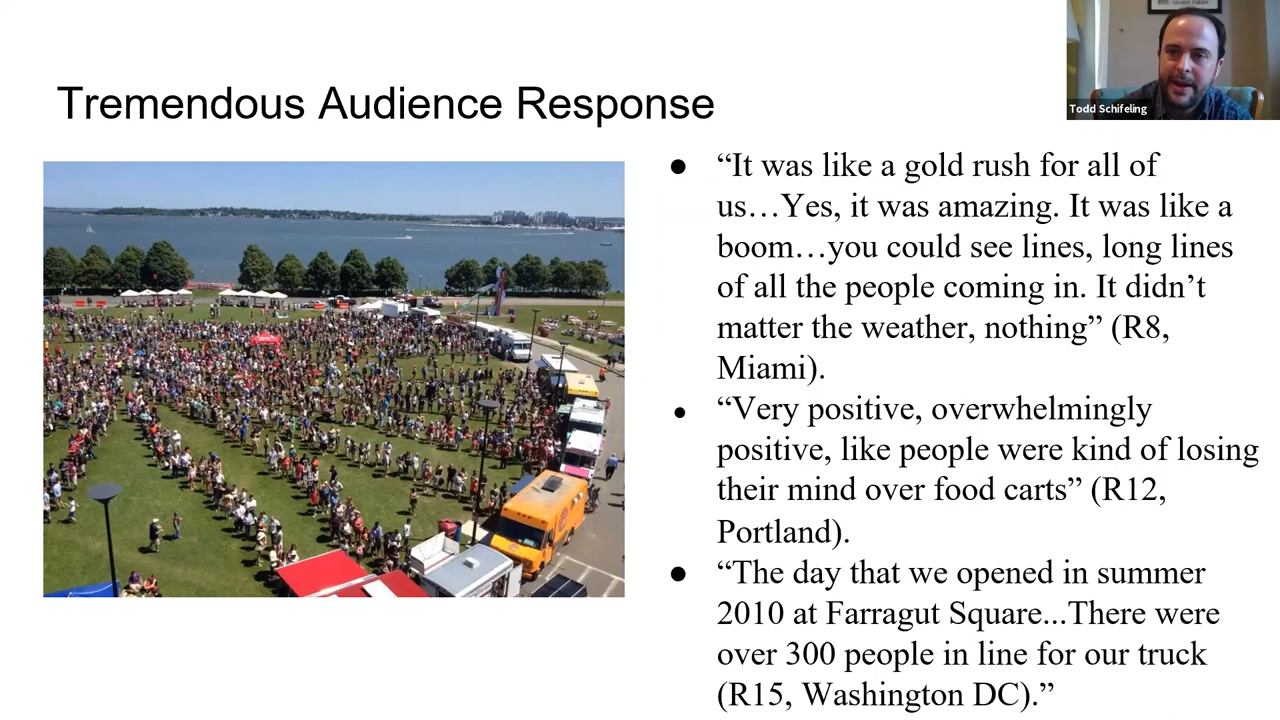 Tremendous Audience Response
Todd Schifeling
● “It was like a gold rush for all of
us…Yes, it was amazing. It was like a
boom…you could see lines, long lines
of all the people coming in. It didn’t
matter the weather, nothing” (R8,
Miami).
● “Very positive, overwhelmingly
positive, like people were kind of losing
their mind over food carts” (R12,
Portland).
● “The day that we opened in summer
2010 at Farragut Square...There were
over 300 people in line for our truck
(R15, Washington DC).”